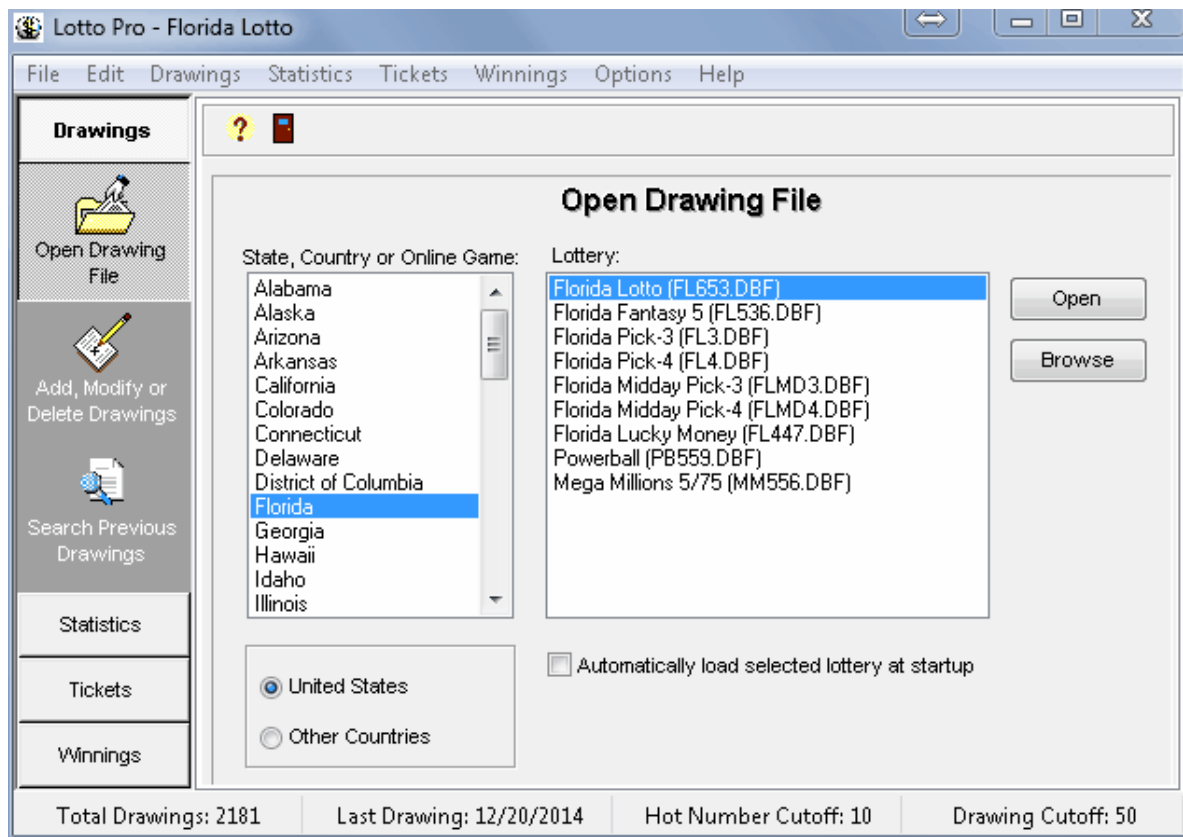 Lotto Pro - Florida Lotto
File Edit Drawings Statistics Tickets Winnings Options Help
Drawings
Open Drawing
File
Add, Modify or
Delete Drawings
Search Previous
Drawings
Statistics
Tickets
Winnings
Open Drawing File
State, Country or Online Game:
Alabama
Alaska
Arizona
Arkansas
California
Colorado
Connecticut
Delaware
District of Columbia
Florida
Georgia
Hawaii
Idaho
Illinois
United States
Other Countries
Lottery:
Florida Lotto (FL653.DBF)
Florida Fantasy 5 (FL536.DBF)
Florida Pick-3 (FL3.DBF)
Florida Pick-4 (FL4.DBF)
Florida Midday Pick-3 (FLMD3.DBF)
Florida Midday Pick-4 (FLMD4.DBF)
Florida Lucky Money (FL447.DBF)
Powerball (PB559.DBF)
Mega Millions 5/75 (MM556.DBF)
Automatically load selected lottery at startup
Open
Browse
Total Drawings: 2181 Last Drawing: 12/20/2014 Hot Number Cutoff: 10 Drawing Cutoff: 50